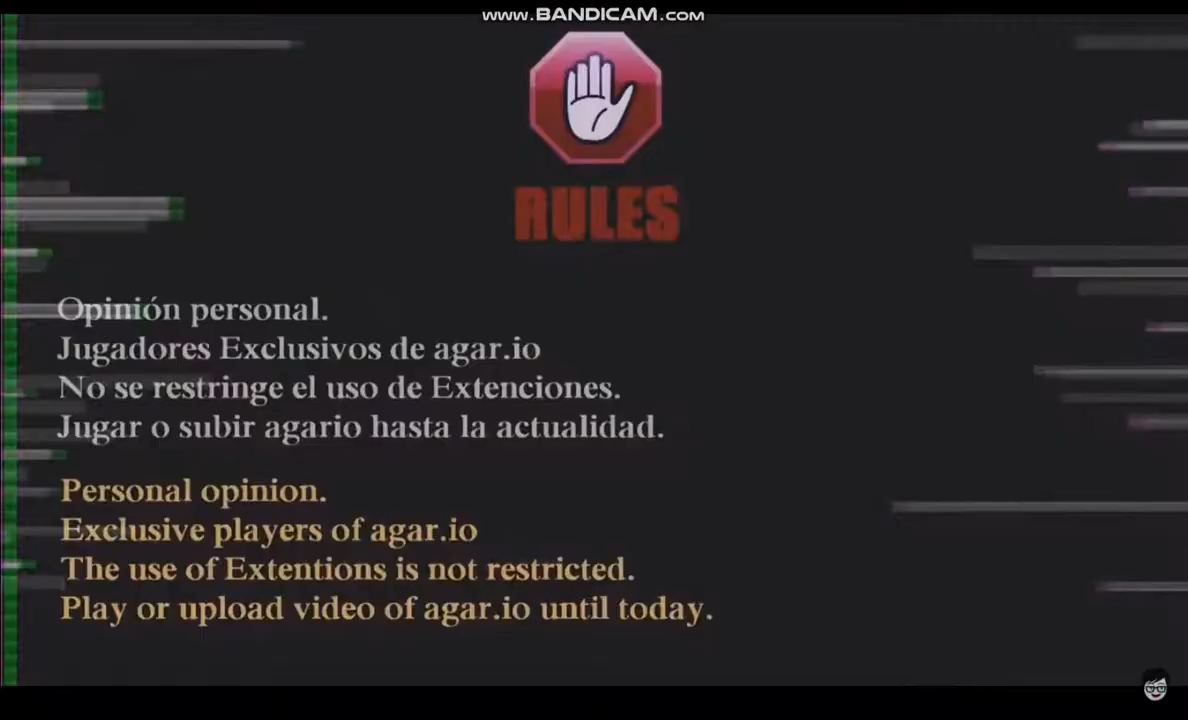 www.BANDICAM.com
RULES
Opinión personal.
Jugadores Exclusivos de agar.io
No se restringe el uso de Extenciones.
Jugar o subir agario hasta la actualidad.
Personal opinion.
Exclusive players of agar.io
The use of Extentions is not restricted.
Play or upload video of agar.io until today.